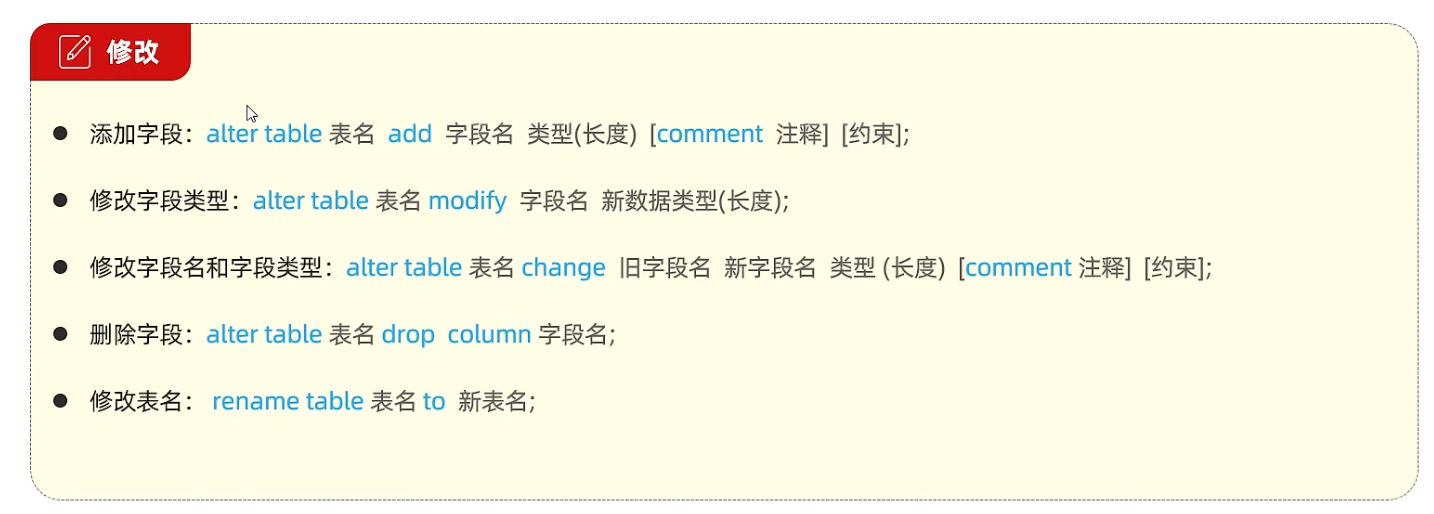 修改
添加字段：alter table 表名 add 字段名 类型(长度) [comment 注释] [约束];
修改字段类型：alter table 表名 modify 字段名 新数据类型(长度);
修改字段名和字段类型：alter table 表名 change 旧字段名 新字段名 类型 (长度) [comment 注释] [约束];
删除字段：alter table 表名 drop column 字段名;
修改表名： rename table 表名 to 新表名;